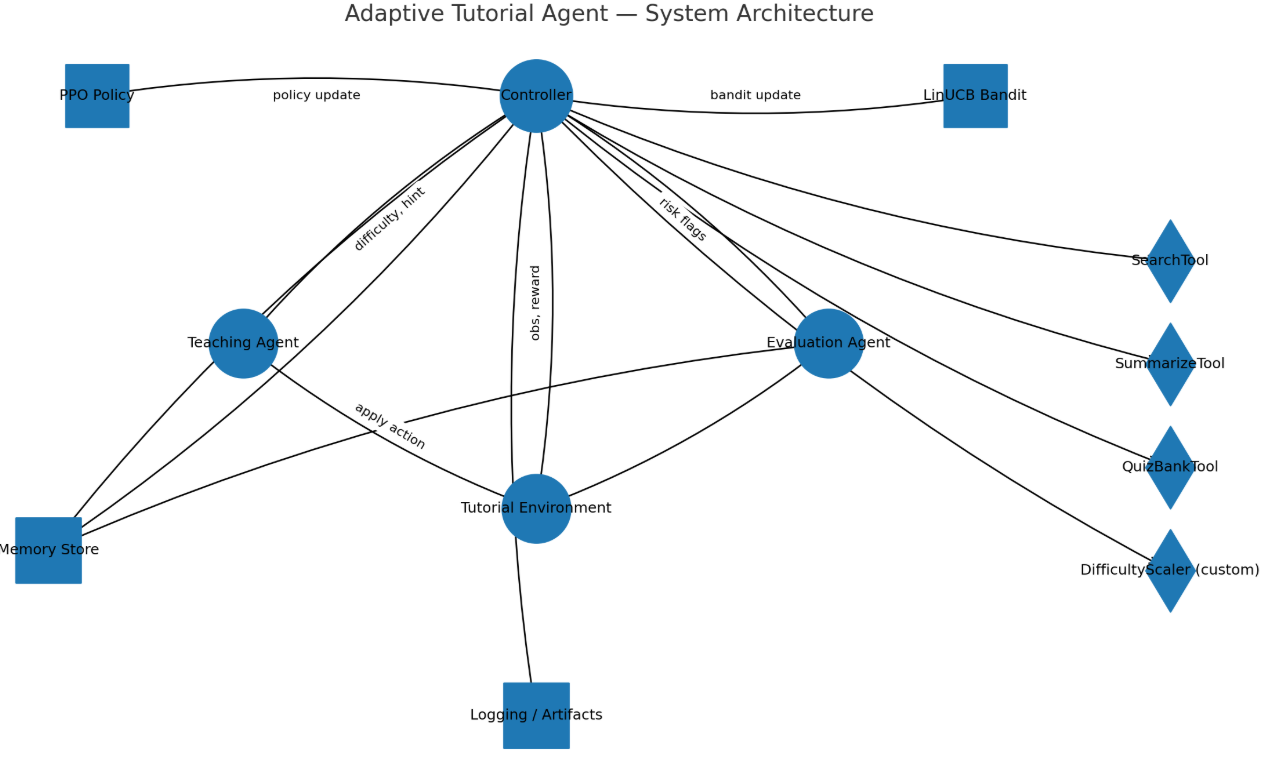 Adaptive Tutorial Agent — System Architecture
PPO Policy
policy update
Controller
bandit update
LinUCB Bandit
difficulty, hint
risk flags
obs, reward
SearchTool
Teaching Agent
Evaluation Agent
SummarizeTool
apply action
QuizBankTool
Tutorial Environment
Memory Store
DifficultyScaler (custom)
Logging / Artifacts